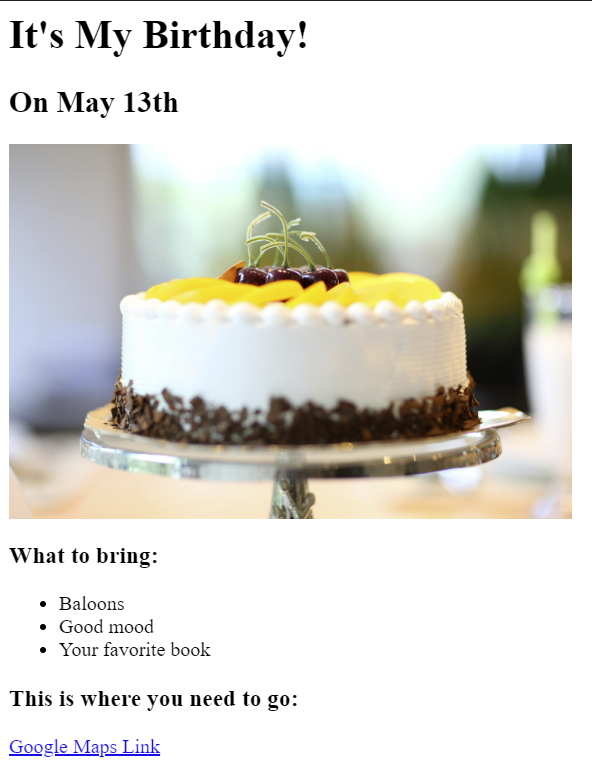 It's My Birthday!
On May 13th
What to bring:
Baloons
Good mood
Your favorite book
This is where you need to go:
Google Maps Link